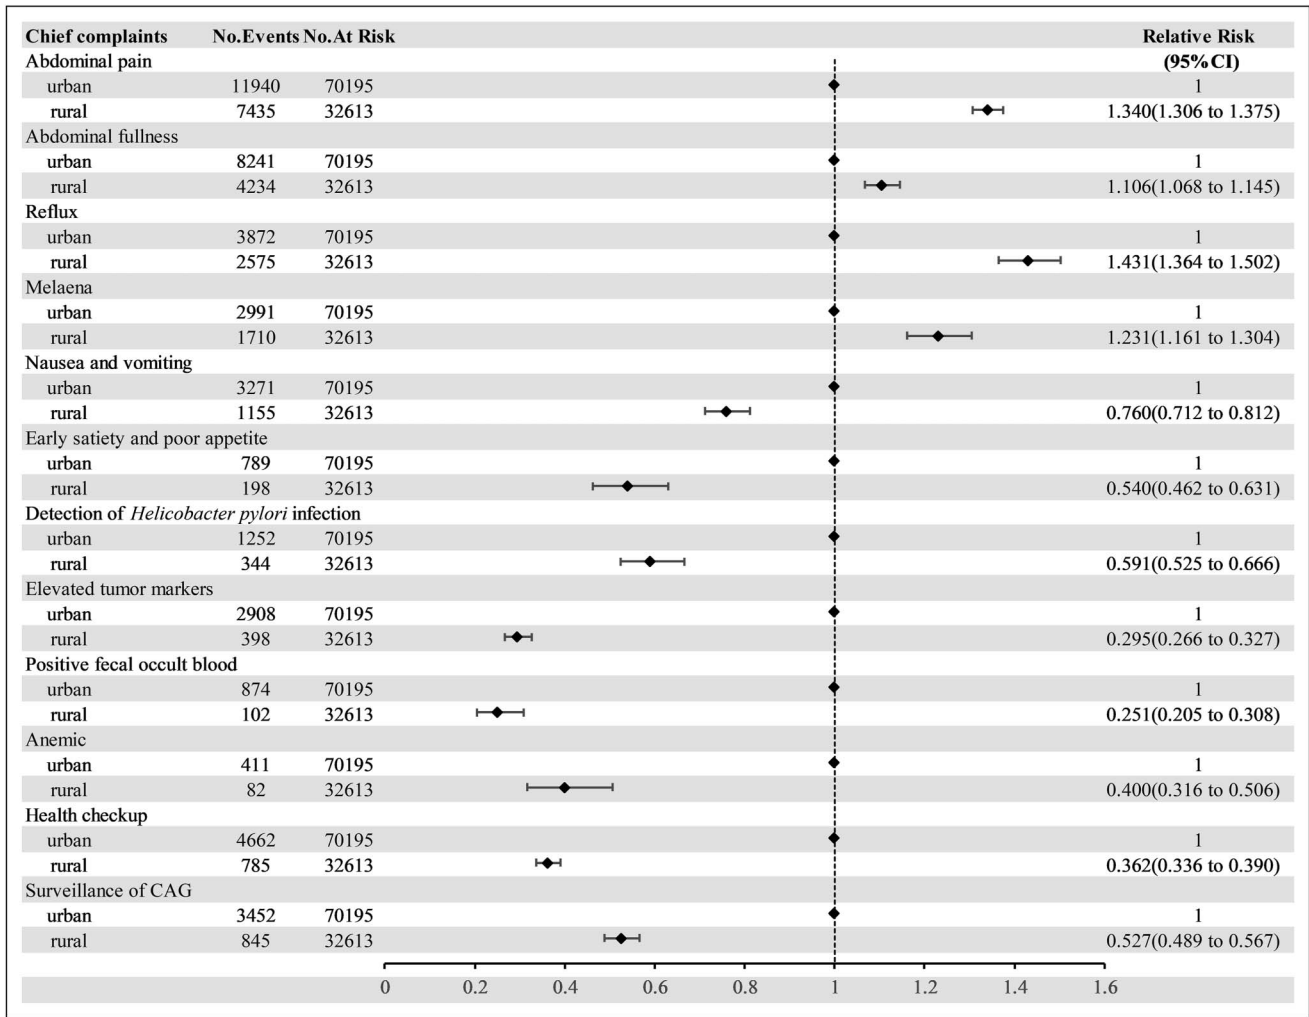 Chief complaints No.Events No.At Risk Relative Risk
Abdominal pain (95%CI)
urban 11940 70195 1
rural 7435 32613 1.340(1.306 to 1.375)
Abdominal fullness
urban 8241 70195 1
rural 4234 32613 1.106(1.068 to 1.145)
Reflux
urban 3872 70195 1
rural 2575 32613 1.431(1.364 to 1.502)
Melaena
urban 2991 70195 1
rural 1710 32613 1.231(1.161 to 1.304)
Nausea and vomiting
urban 3271 70195 1
rural 1155 32613 0.760(0.712 to 0.812)
Early satiety and poor appetite
urban 789 70195 1
rural 198 32613 0.540(0.462 to 0.631)
Detection of Helicobacter pylori infection
urban 1252 70195 1
rural 344 32613 0.591(0.525 to 0.666)
Elevated tumor markers
urban 2908 70195 1
rural 398 32613 0.295(0.266 to 0.327)
Positive fecal occult blood
urban 874 70195 1
rural 102 32613 0.251(0.205 to 0.308)
Anemic
urban 411 70195 1
rural 82 32613 0.400(0.316 to 0.506)
Health checkup
urban 4662 70195 1
rural 785 32613 0.362(0.336 to 0.390)
Surveillance of CAG
urban 3452 70195 1
rural 845 32613 0.527(0.489 to 0.567)
0 0.2 0.4 0.6 0.8 1 1.2 1.4 1.6